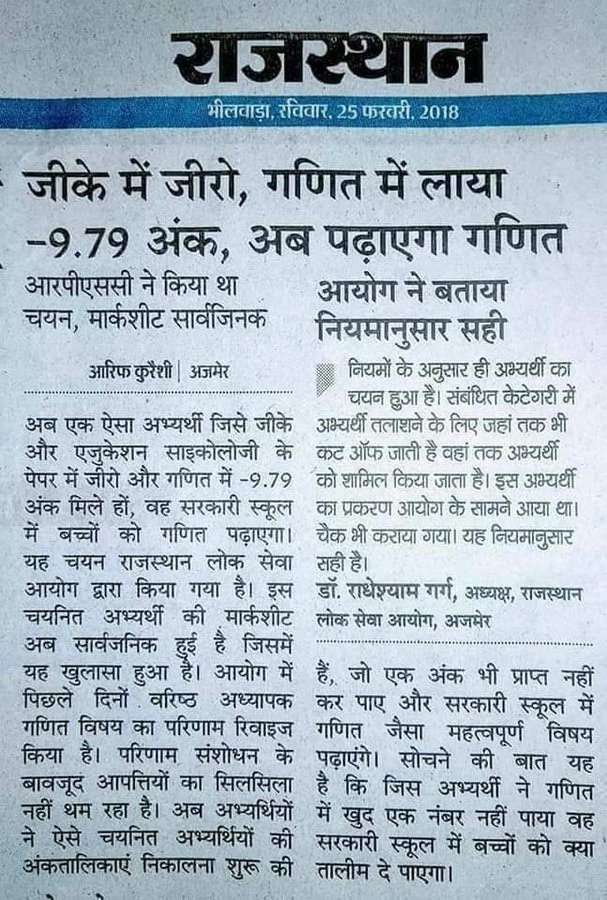 राजस्थान
भीलवाड़ा, रविवार, 25 फरवरी, 2018
जीके में जीरो, गणित में लाया
-9.79 अंक, अब पढ़ाएगा गणित
आरपीएससी ने किया था
चयन, मार्कशीट सार्वजिनक
आरिफ कुरैशी | अजमेर
अब एक ऐसा अभ्यर्थी जिसे जीके
और एजुकेशन साइकोलोजी के
पेपर में जीरो और गणित में -9.79
अंक मिले हों, वह सरकारी स्कूल
में बच्चों को गणित पढ़ाएगा।
यह चयन राजस्थान लोक सेवा
आयोग द्वारा किया गया है। इस
चयनित अभ्यर्थी की मार्कशीट
अब सार्वजनिक हुई है जिसमें
यह खुलासा हुआ है। आयोग में
पिछले दिनों वरिष्ठ अध्यापक
गणित विषय का परिणाम रिवाइज
किया है। परिणाम संशोधन के
बावजूद आपत्तियों का सिलसिला
नहीं थम रहा है। अब अभ्यर्थियों
ने ऐसे चयनित अभ्यर्थियों की
अंकतालिकाएं निकालना शुरू की
आयोग ने बताया
नियमानुसार सही
नियमों के अनुसार ही अभ्यर्थी का
चयन हुआ है। संबंधित केटेगरी में
अभ्यर्थी तलाशने के लिए जहां तक भी
कट ऑफ जाती है वहां तक अभ्यर्थी
को शामिल किया जाता है। इस अभ्यर्थी
का प्रकरण आयोग के सामने आया था।
चैक भी कराया गया। यह नियमानुसार
सही है।
डॉ. राधेश्याम गर्ग, अध्यक्ष, राजस्थान
लोक सेवा आयोग, अजमेर
हैं, जो एक अंक भी प्राप्त नहीं
कर पाए और सरकारी स्कूल में
गणित जैसा महत्वपूर्ण विषय
पढ़ाएंगे। सोचने की बात यह
है कि जिस अभ्यर्थी ने गणित
में खुद एक नंबर नहीं पाया वह
सरकारी स्कूल में बच्चों को क्या
तालीम दे पाएगा।